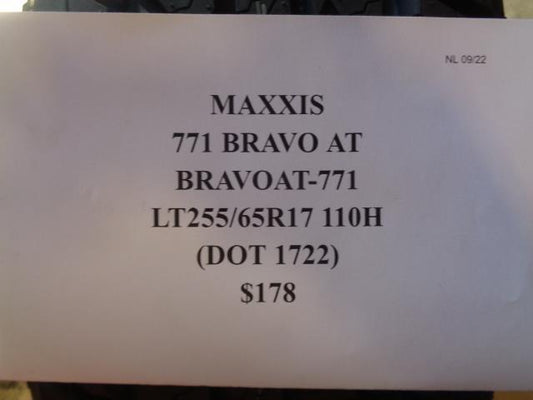 NL 09/22
MAXXIS
771 BRAVO AT
BRAVOAT-771
LT255/65R17 110H
(DOT 1722)
$178